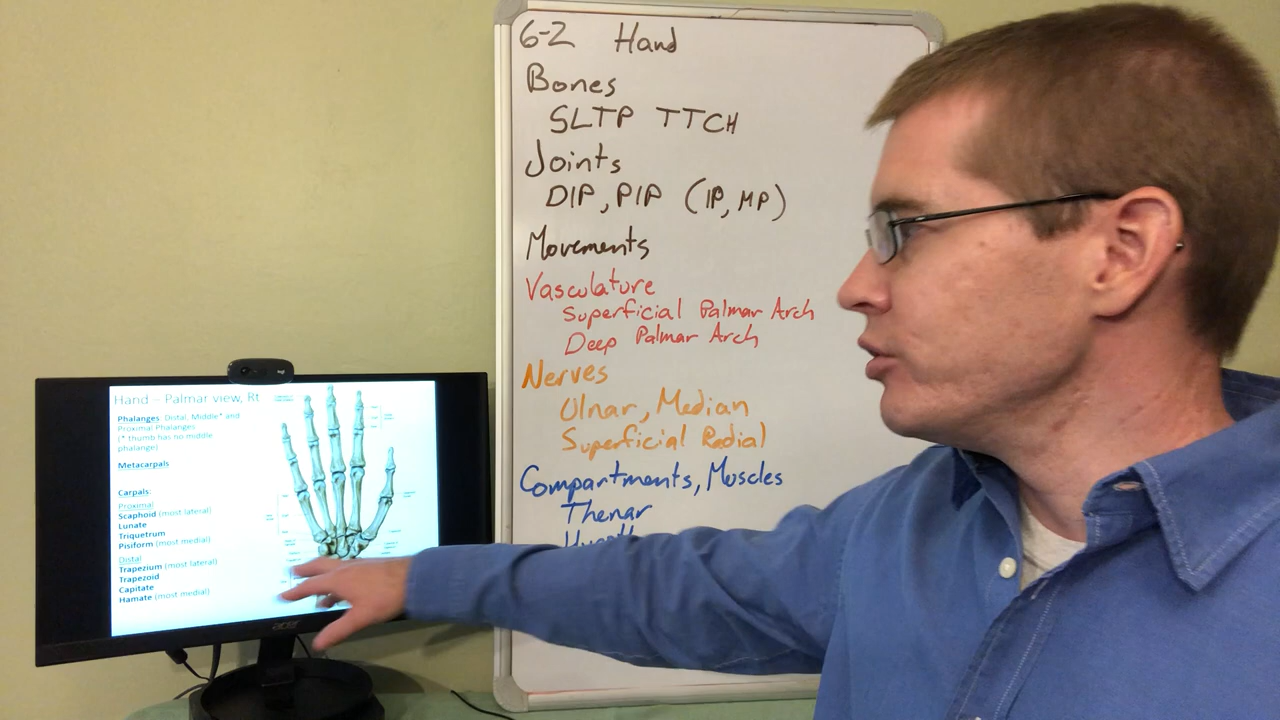 6-2 Hand
Bones
SLTP TTCH
Joints
DIP, PIP (IP, MP)
Movements
Vasculature
Superficial Palmar Arch
Deep Palmar Arch
Nerves
Ulnar, Median
Superficial Radial
Compartments, Muscles
Thenar
Hand – Palmar view, Rt
Phalanges: Distal, Middle* and
Proximal Phalanges
(* thumb has no middle
phalange)
Metacarpals
Carpals:
Proximal
Scaphoid (most lateral)
Lunate
Triquetrum
Pisiform (most medial)
Distal
Trapezium (most lateral)
Trapezoid
Capitate
Hamate (most medial)
acer